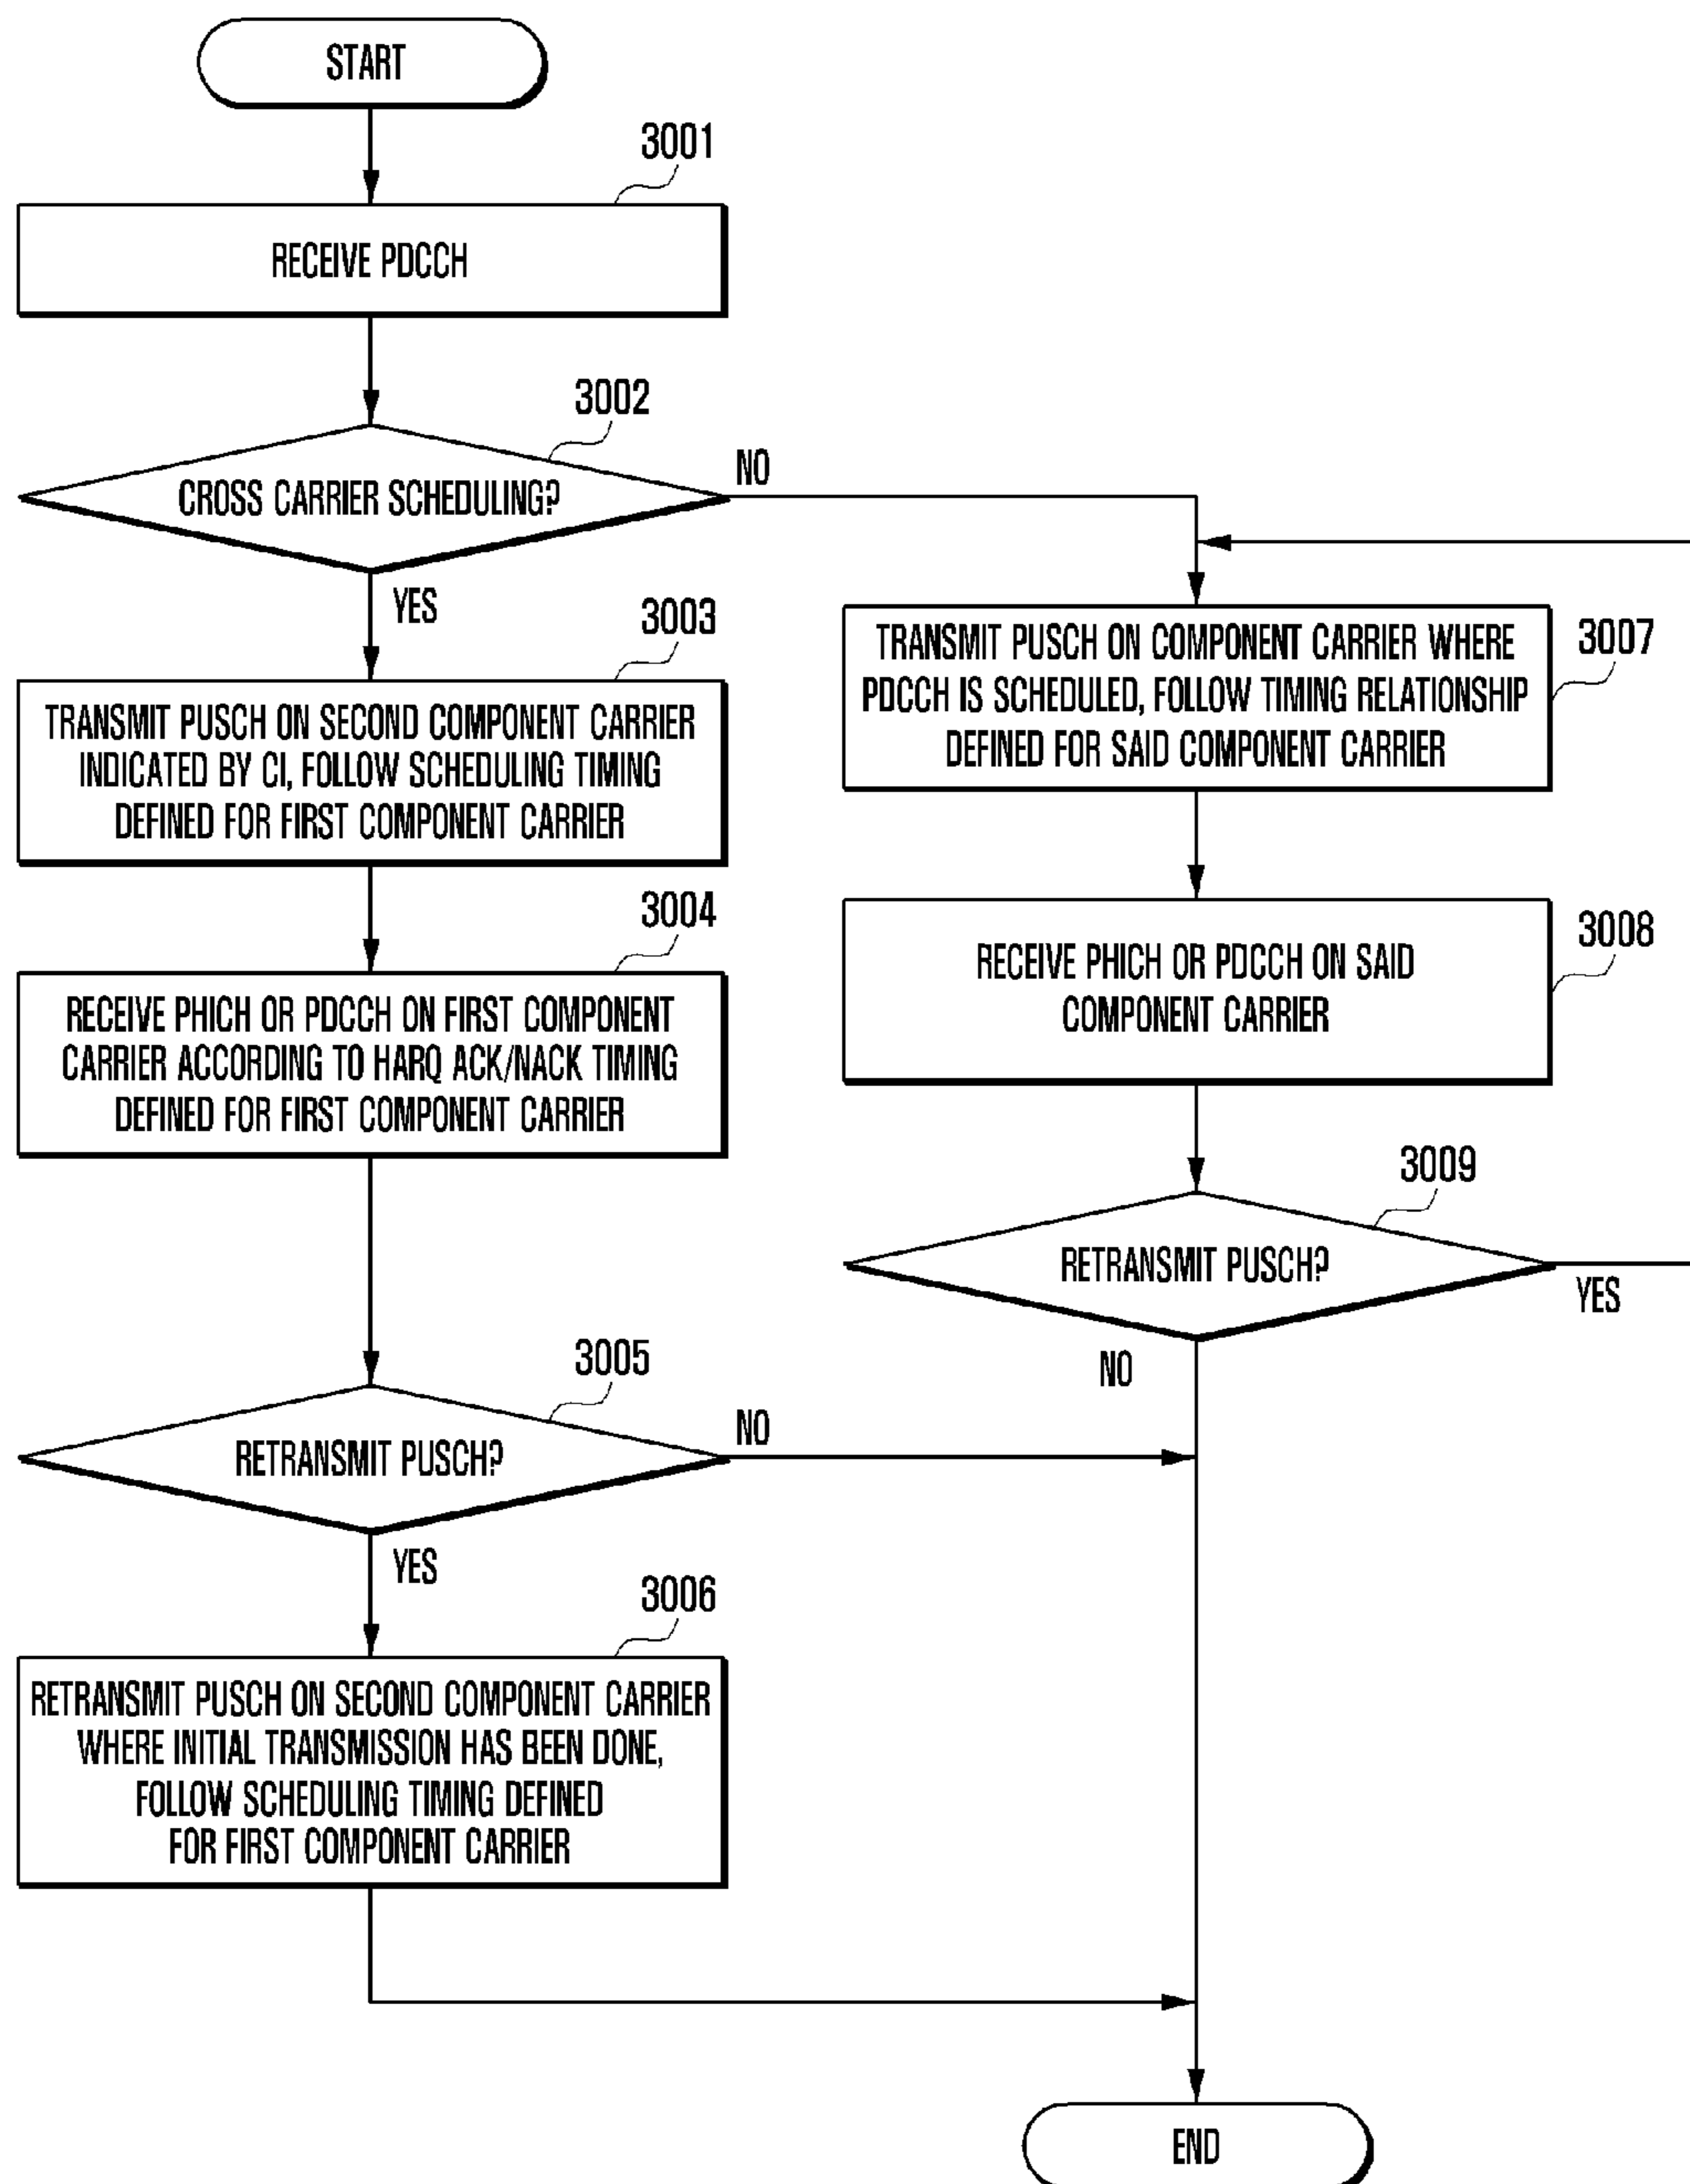 START
3001
RECEIVE PDCCH
3002
CROSS CARRIER SCHEDULING?
NO
YES
3003
TRANSMIT PUSCH ON SECOND COMPONENT CARRIER
INDICATED BY CI, FOLLOW SCHEDULING TIMING
DEFINED FOR FIRST COMPONENT CARRIER
3004
RECEIVE PHICH OR PDCCH ON FIRST COMPONENT
CARRIER ACCORDING TO HARQ ACK/NACK TIMING
DEFINED FOR FIRST COMPONENT CARRIER
3005
RETRANSMIT PUSCH?
NO
YES
3006
RETRANSMIT PUSCH ON SECOND COMPONENT CARRIER
WHERE INITIAL TRANSMISSION HAS BEEN DONE,
FOLLOW SCHEDULING TIMING DEFINED
FOR FIRST COMPONENT CARRIER
3007
TRANSMIT PUSCH ON COMPONENT CARRIER WHERE
PDCCH IS SCHEDULED, FOLLOW TIMING RELATIONSHIP
DEFINED FOR SAID COMPONENT CARRIER
3008
RECEIVE PHICH OR PDCCH ON SAID
COMPONENT CARRIER
3009
RETRANSMIT PUSCH?
YES
NO
END